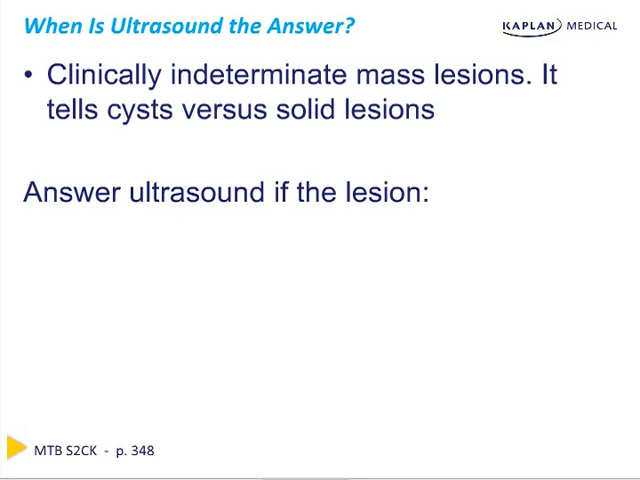 When Is Ultrasound the Answer?
KAPLAN MEDICAL
• Clinically indeterminate mass lesions. It
tells cysts versus solid lesions
Answer ultrasound if the lesion:
MTB S2CK - p. 348